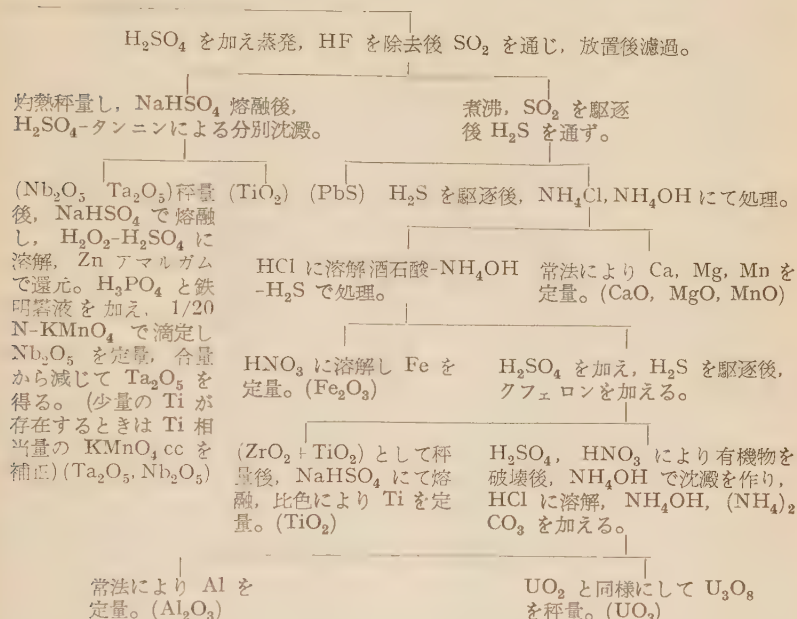 H₂SO₄ を加え蒸発，HF を除去後 SO₂ を通じ，放置後濾過。
灼熱秤量し，NaHSO₄ 熔融後，
H₂SO₄-タンニンによる分別沈澱。
煮沸，SO₂ を駆逐
後 H₂S を通ず。
(Nb₂O₅ Ta₂O₅)秤量
後，NaHSO₄ で熔融
し，H₂O₂-H₂SO₄ に
溶解，Zn アマルガム
で還元。H₃PO₄ と鉄
明礬液を加え，1/20
N-KMnO₄ で滴定し
Nb₂O₅ を定量，合量
から減じて Ta₂O₅ を
得る。(少量の Ti が
存在するときは Ti 相
当量の KMnO₄ cc を
補正)(Ta₂O₅, Nb₂O₅)
(TiO₂)
(PbS)
H₂S を駆逐後，NH₄Cl, NH₄OH にて処理。
HCl に溶解酒石酸-NH₄OH
-H₂S で処理。
常法により Ca, Mg, Mn を
定量。(CaO, MgO, MnO)
HNO₃ に溶解し Fe を
定量。(Fe₂O₃)
H₂SO₄ を加え，H₂S を駆逐後，
クフェロンを加える。
(ZrO₂+TiO₂) として秤
量後，NaHSO₄ にて熔
融，比色により Ti を定
量。(TiO₂)
H₂SO₄，HNO₃ により有機物を
破壊後，NH₄OH で沈澱を作り，
HCl に溶解，NH₄OH, (NH₄)₂
CO₃ を加える。
常法により Al を
定量。(Al₂O₃)
UO₂ と同様にして U₃O₈
を秤量。(UO₃)